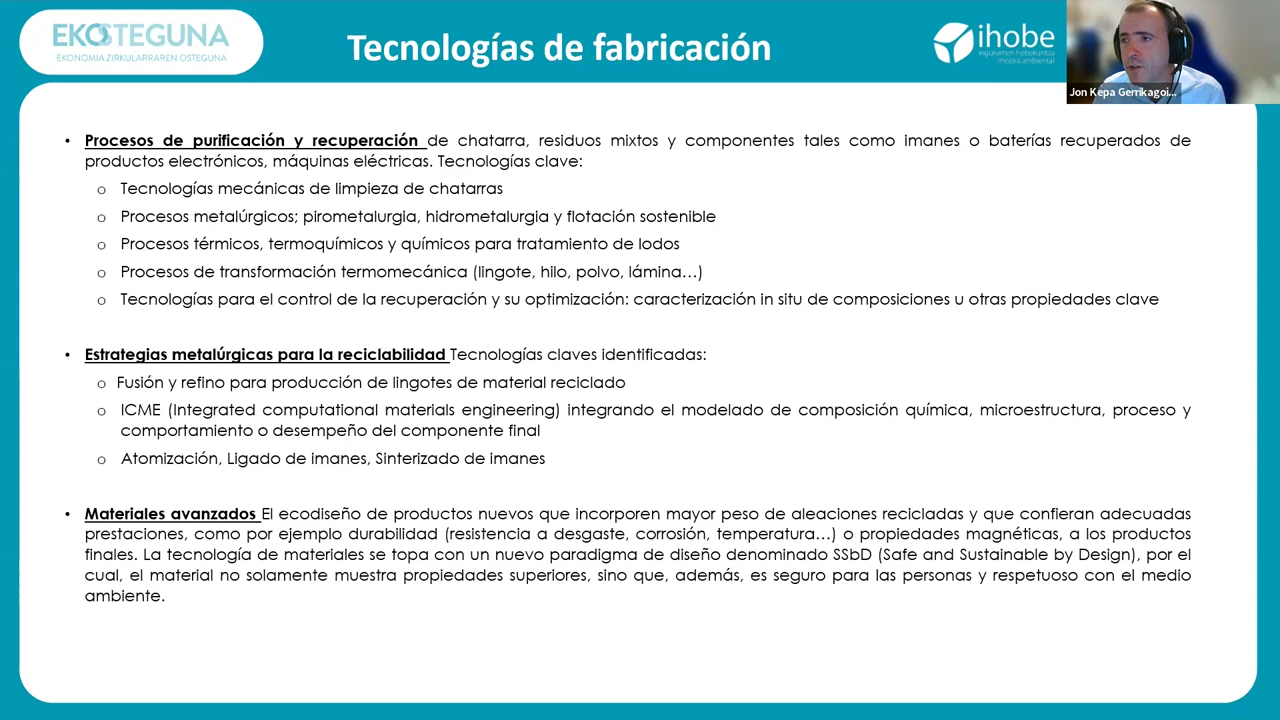 EKOSTEGUNA
EKONOMIA ZIRKULARRAREN OSTEGUNA
Tecnologías de fabricación
ihobe
ingurumen hobekuntza
mejora ambiental
Jon Kepa Gerrikagoi...
• Procesos de purificación y recuperación de chatarra, residuos mixtos y componentes tales como imanes o baterías recuperados de
productos electrónicos, máquinas eléctricas. Tecnologías clave:
o Tecnologías mecánicas de limpieza de chatarras
o Procesos metalúrgicos; pirometalurgia, hidrometalurgia y flotación sostenible
o Procesos térmicos, termoquímicos y químicos para tratamiento de lodos
o Procesos de transformación termomecánica (lingote, hilo, polvo, lámina…)
o Tecnologías para el control de la recuperación y su optimización: caracterización in situ de composiciones u otras propiedades clave
• Estrategias metalúrgicas para la reciclabilidad Tecnologías claves identificadas:
o Fusión y refino para producción de lingotes de material reciclado
o ICME (Integrated computational materials engineering) integrando el modelado de composición química, microestructura, proceso y
comportamiento o desempeño del componente final
o Atomización, Ligado de imanes, Sinterizado de imanes
• Materiales avanzados El ecodiseño de productos nuevos que incorporen mayor peso de aleaciones recicladas y que confieran adecuadas
prestaciones, como por ejemplo durabilidad (resistencia a desgaste, corrosión, temperatura…) o propiedades magnéticas, a los productos
finales. La tecnología de materiales se topa con un nuevo paradigma de diseño denominado SSbD (Safe and Sustainable by Design), por el
cual, el material no solamente muestra propiedades superiores, sino que, además, es seguro para las personas y respetuoso con el medio
ambiente.